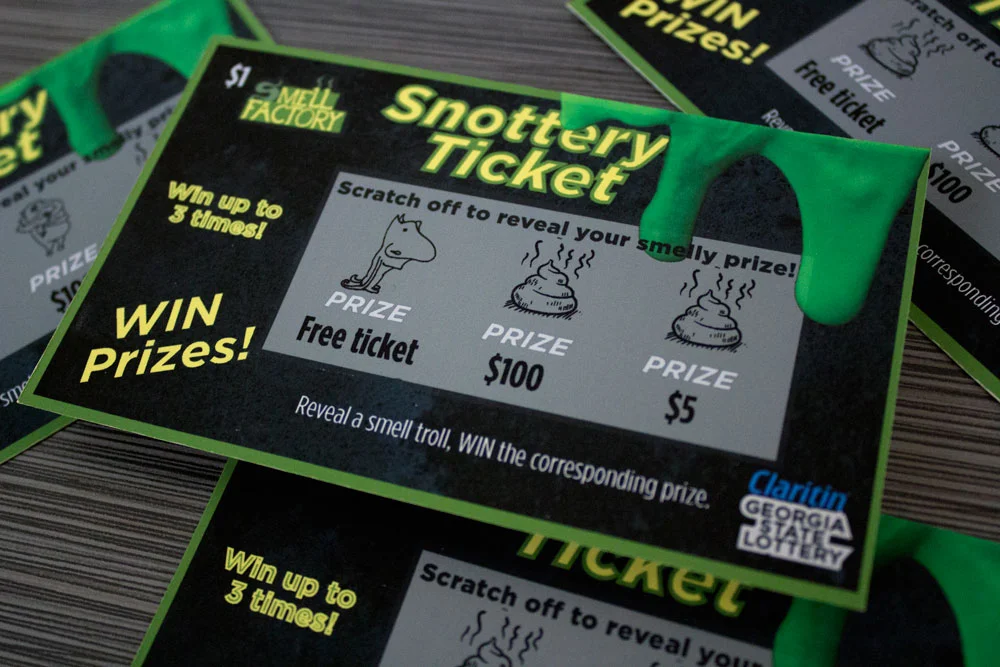 $1
SMELL
FACTORY
Snottery
Ticket
Win up to
3 times!
WIN
Prizes!
Scratch off to reveal your smelly prize!
PRIZE
Free ticket
PRIZE
$100
PRIZE
$5
Reveal a smell troll, WIN the corresponding prize.
Claritin
GEORGIA
STATE
LOTTERY
WIN
Prizes!
Scratch off to
PRIZE
Free ticket
PRIZE
$100
corresponding
PRIZE
Ticket
Win up to
3 times!
Scratch off to reveal your